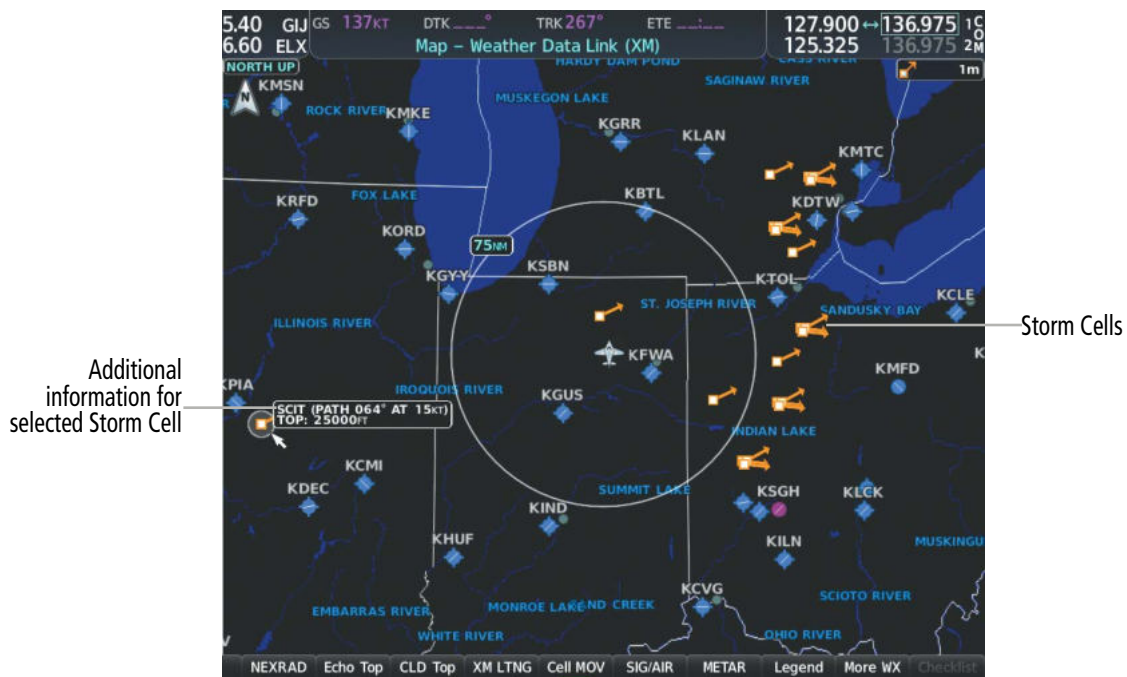 5.40 GIJ GS 137KT DTK ___° TRK 267° ETE __:__ 127.900 ↔ 136.975 1 C
6.60 ELX Map – Weather Data Link (XM) 125.325 136.975 2 O M
NORTH UP
HARDY DAM POND
CASS RIVER
1m
KMSN
SAGINAW RIVER
N
ROCK RIVER
KMKE
MUSKEGON LAKE
KGRR
KLAN
KMTC
KRFD
FOX LAKE
KBTL
KDTW
KORD
75NM
KGYY
KSBN
KTOL
ST. JOSEPH RIVER
SANDUSKY BAY
KCLE
ILLINOIS RIVER
Storm Cells
KFWA
KMFD
K
Additional
information for
selected Storm Cell
KPIA
IROQUOIS RIVER
KGUS
SCIT (PATH 064° AT 15KT)
TOP: 25000FT
INDIAN LAKE
KCMI
KDEC
SUMMIT LAKE
KSGH
KLCK
KIND
KHUF
KILN
MUSKINGU
KCVG
EMBARRAS RIVER
MONROE LAKE
SAND CREEK
SCIOTO RIVER
WHITE RIVER
OHIO RIVER
NEXRAD Echo Top CLD Top XM LTNG Cell MOV SIG/AIR METAR Legend More WX Checklist